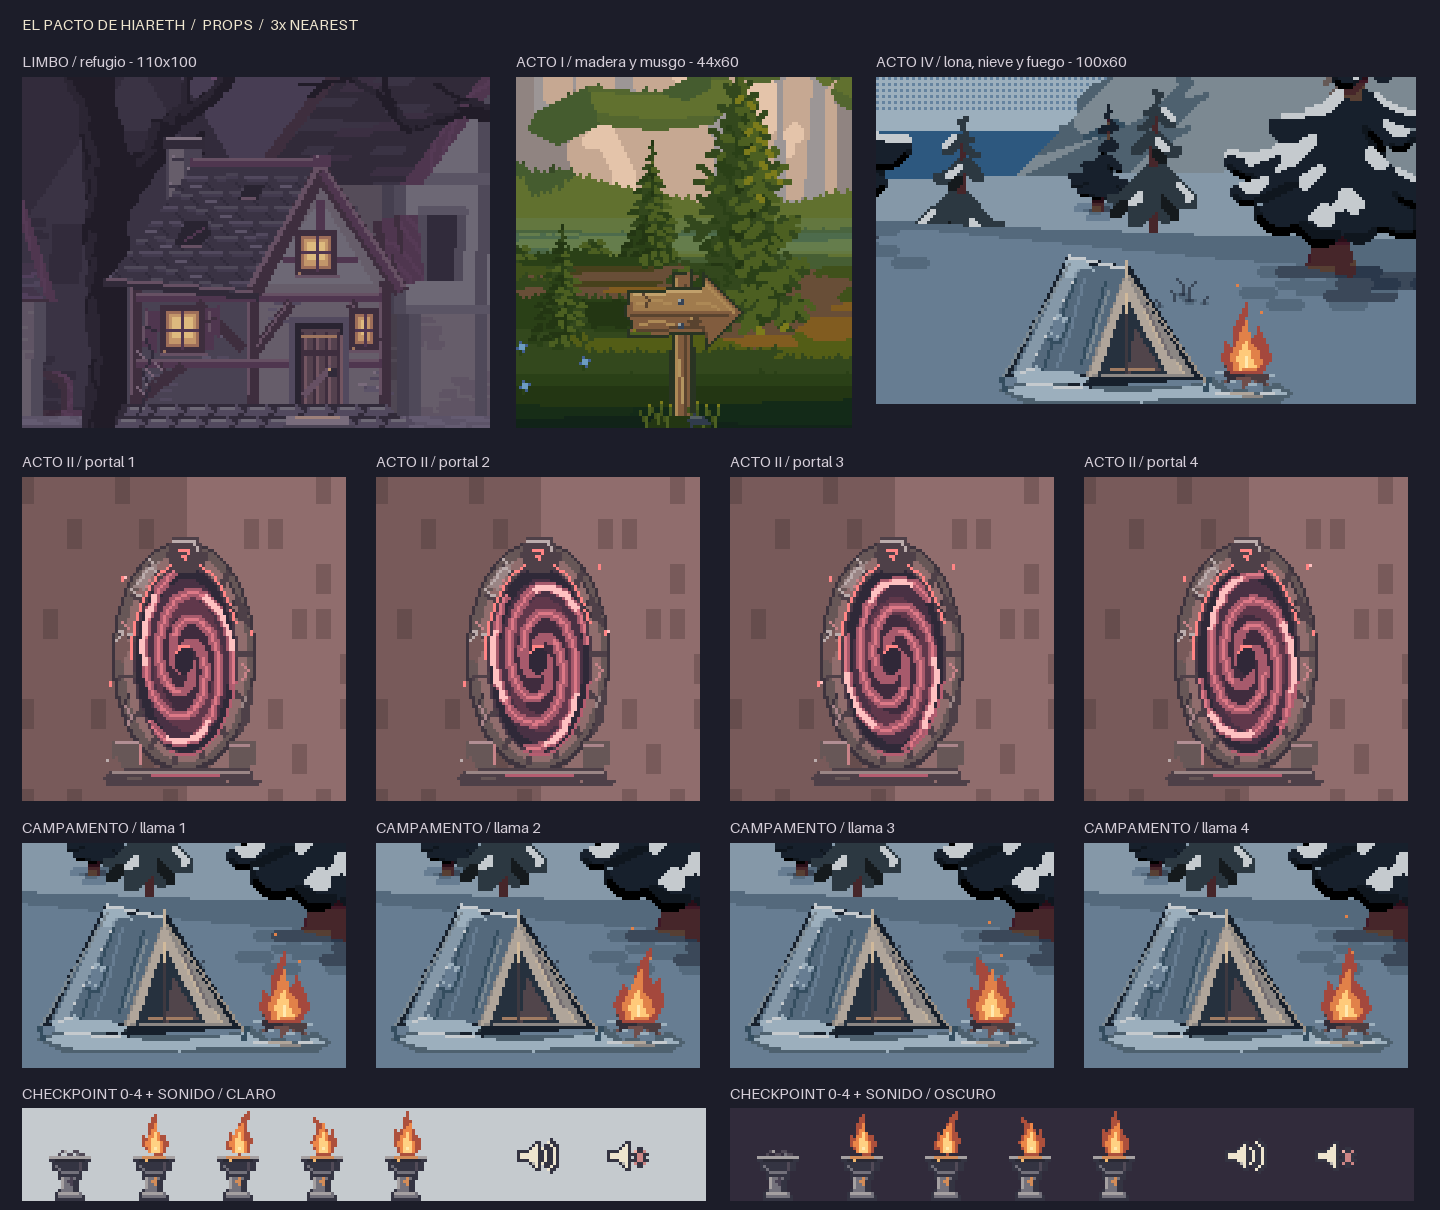 EL PACTO DE HIARETH / PROPS / 3x NEAREST
LIMBO / refugio - 110x100
ACTO I / madera y musgo - 44x60
ACTO IV / lona, nieve y fuego - 100x60
ACTO II / portal 1
ACTO II / portal 2
ACTO II / portal 3
ACTO II / portal 4
CAMPAMENTO / llama 1
CAMPAMENTO / llama 2
CAMPAMENTO / llama 3
CAMPAMENTO / llama 4
CHECKPOINT 0-4 + SONIDO / CLARO
CHECKPOINT 0-4 + SONIDO / OSCURO